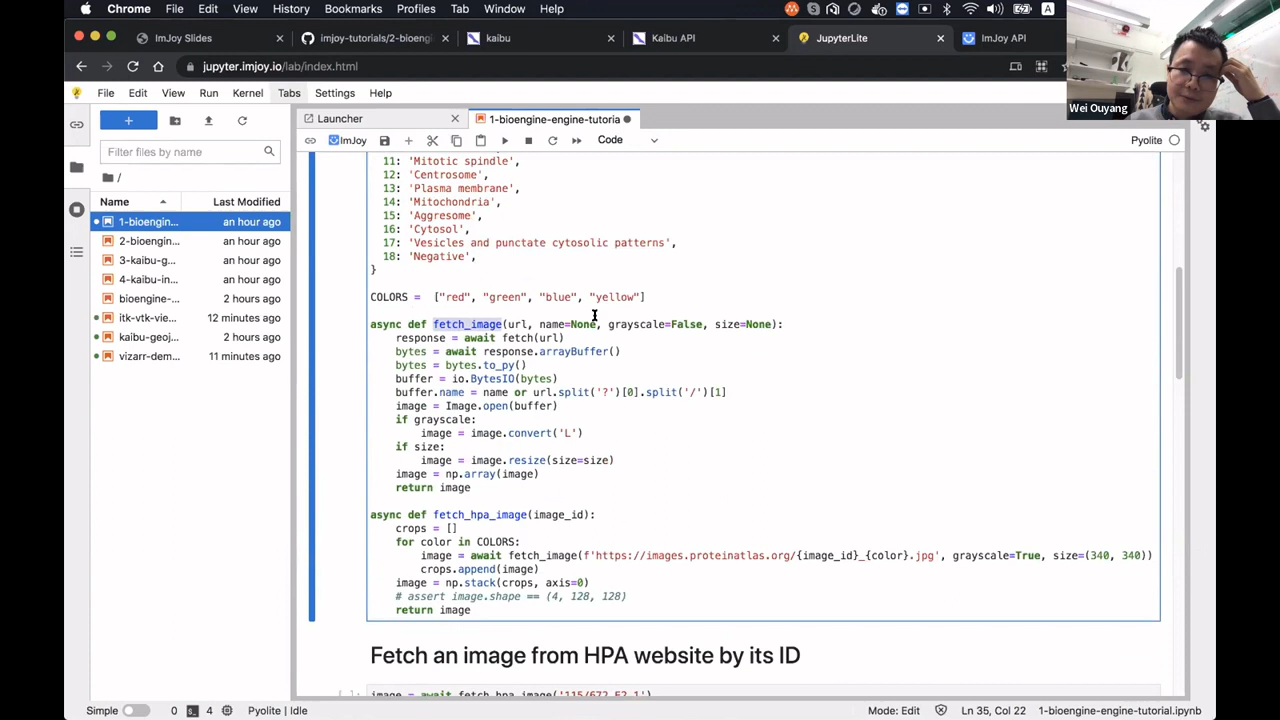 Chrome File Edit View History Bookmarks Profiles Tab Window Help
ImJoy Slides
imjoy-tutorials/2-bioeng
kaibu
Kaibu API
JupyterLite
ImJoy API
jupyter.imjoy.io/lab/index.html
Wei Ouyang
File Edit View Run Kernel Tabs Settings Help
Launcher
1-bioengine-engine-tutoria
Filter files by name
ImJoy
Code
Pyolite
/
Name Last Modified
1-bioengin... an hour ago
2-bioengin... an hour ago
3-kaibu-g... an hour ago
4-kaibu-in... an hour ago
bioengine-... 2 hours ago
itk-vtk-vie... 12 minutes ago
kaibu-geoj... 2 hours ago
vizarr-dem... 11 minutes ago
11: 'Mitotic spindle',
12: 'Centrosome',
13: 'Plasma membrane',
14: 'Mitochondria',
15: 'Aggresome',
16: 'Cytosol',
17: 'Vesicles and punctate cytosolic patterns',
18: 'Negative',
}
COLORS = ["red", "green", "blue", "yellow"]
async def fetch_image(url, name=None, grayscale=False, size=None):
response = await fetch(url)
bytes = await response.arrayBuffer()
bytes = bytes.to_py()
buffer = io.BytesIO(bytes)
buffer.name = name or url.split('?')[0].split('/')[1]
image = Image.open(buffer)
if grayscale:
image = image.convert('L')
if size:
image = image.resize(size=size)
image = np.array(image)
return image
async def fetch_hpa_image(image_id):
crops = []
for color in COLORS:
image = await fetch_image(f'https://images.proteinatlas.org/{image_id}_{color}.jpg', grayscale=True, size=(340, 340))
crops.append(image)
image = np.stack(crops, axis=0)
# assert image.shape == (4, 128, 128)
return image
Fetch an image from HPA website by its ID
[ ]: image = await fetch_hpa_image('115/672_E2_1')
Simple 0 4 Pyolite | Idle Mode: Edit Ln 35, Col 22 1-bioengine-engine-tutorial.ipynb